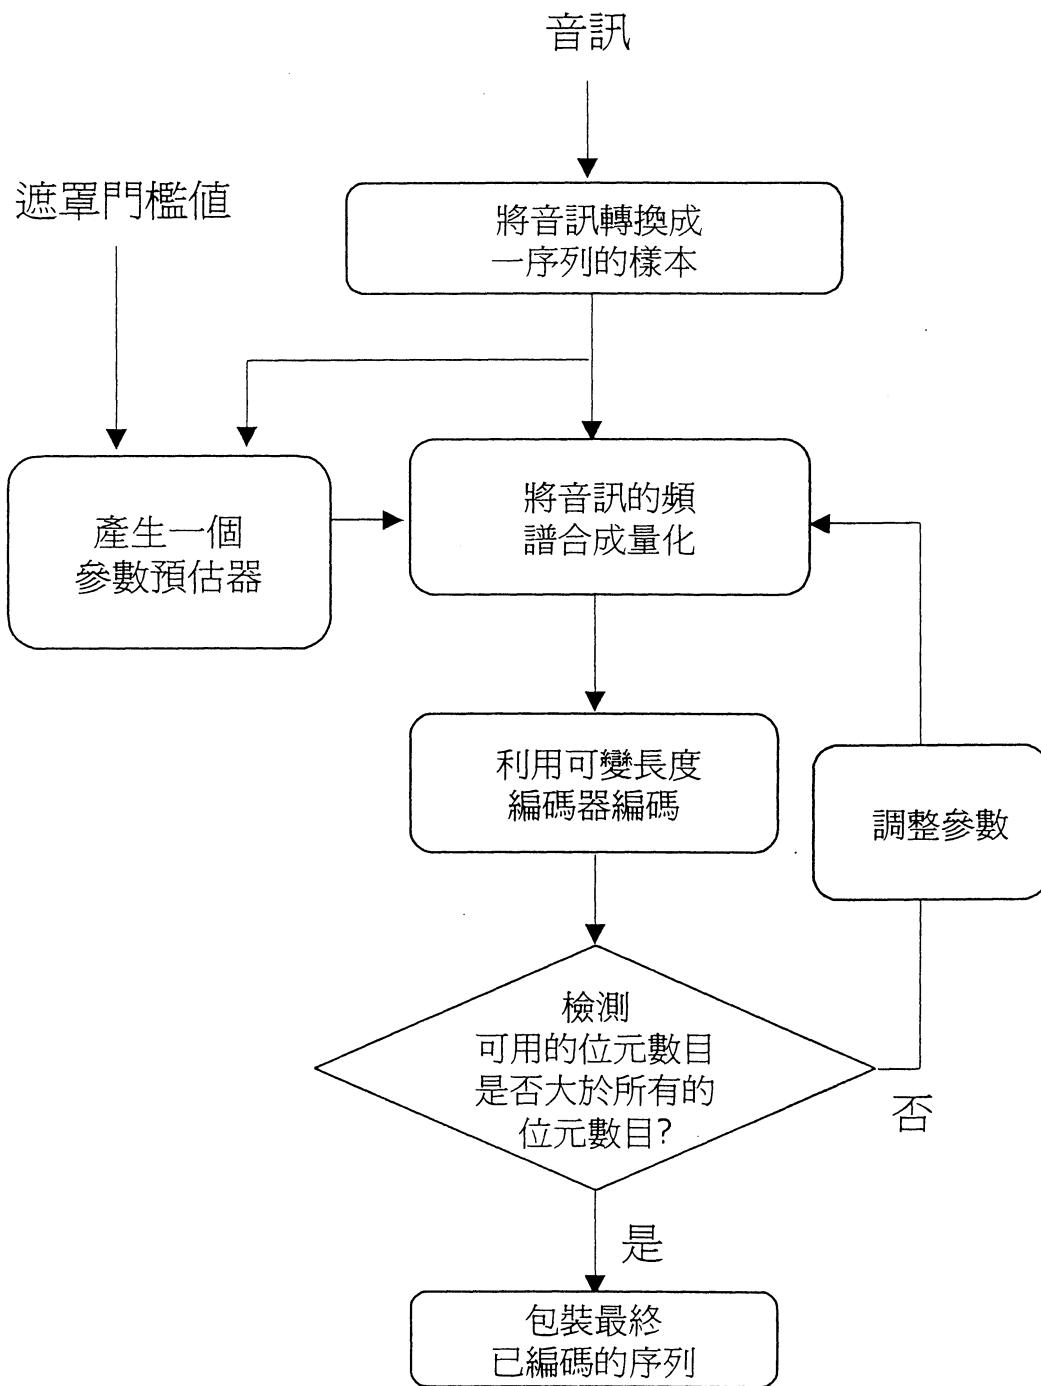 音訊
遮罩門檻值
將音訊轉換成
一序列的樣本
產生一個
參數預估器
將音訊的頻
譜合成量化
利用可變長度
編碼器編碼
調整參數
檢測
可用的位元數目
是否大於所有的
位元數目?
否
是
包裝最終
已編碼的序列